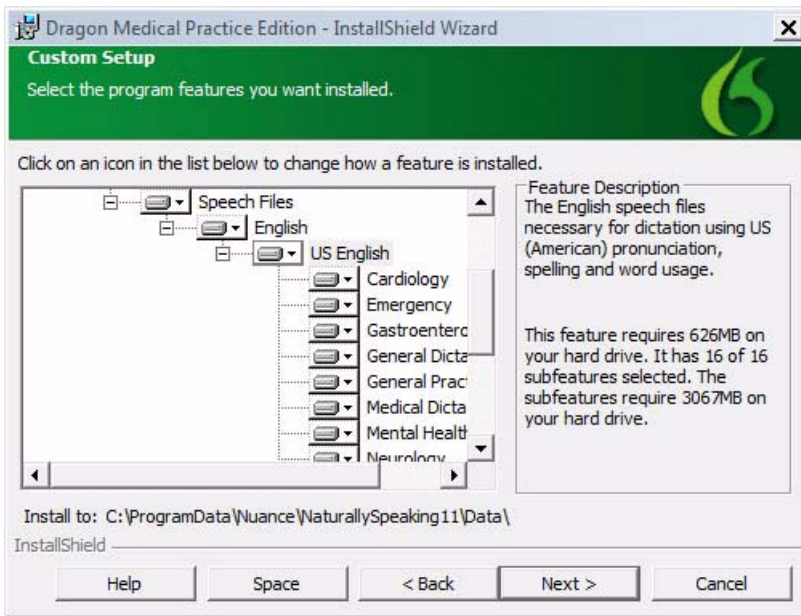 Dragon Medical Practice Edition - InstallShield Wizard
Custom Setup
Select the program features you want installed.
Click on an icon in the list below to change how a feature is installed.
Speech Files
English
US English
Cardiology
Emergency
Gastroentero
General Dicta
General Pract
Medical Dicta
Mental Health
Neurology
Feature Description
The English speech files
necessary for dictation using US
(American) pronunciation,
spelling and word usage.
This feature requires 626MB on
your hard drive. It has 16 of 16
subfeatures selected. The
subfeatures require 3067MB on
your hard drive.
Install to: C:\ProgramData\Nuance\NaturallySpeaking11\Data\
InstallShield
Help
Space
< Back
Next >
Cancel